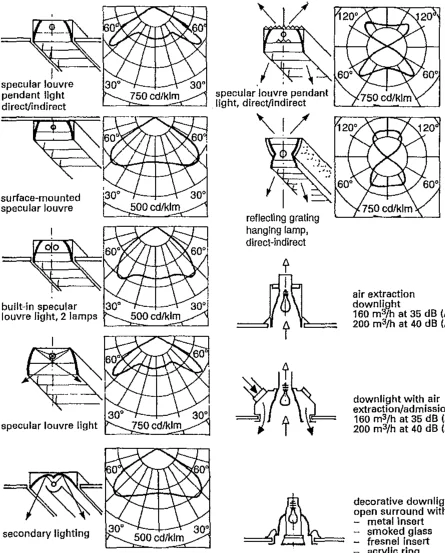 60° 60°
30° 30°
750 cd/klm
specular louvre
pendant light
direct/indirect
60° 60°
30° 30°
500 cd/klm
surface-mounted
specular louvre
60° 60°
30° 30°
500 cd/klm
built-in specular
louvre light, 2 lamps
60° 60°
30° 30°
750 cd/klm
specular louvre light
60° 60°
30° 30°
500 cd/klm
secondary lighting
120° 120°
60° 60°
750 cd/klm
specular louvre pendant
light, direct/indirect
120° 120°
60° 60°
750 cd/klm
reflecting grating
hanging lamp,
direct-indirect
air extraction
downlight
160 m³/h at 35 dB
200 m³/h at 40 dB
downlight with air
160 m³/h at 35 dB
200 m³/h at 40 dB
decorative
open surround with
– metal insert
– smoked glass
– fresnel insert
– acrylic ring